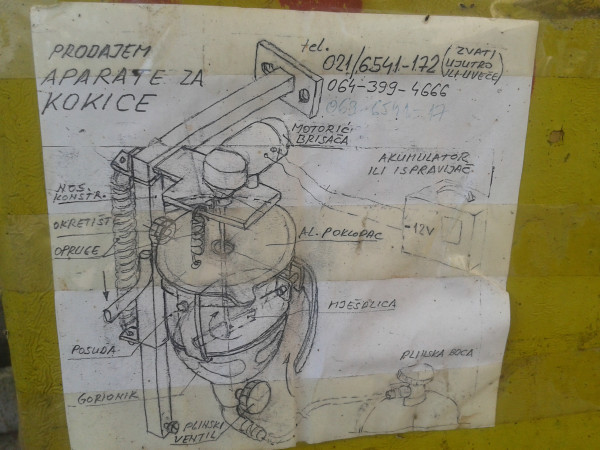 PRODAJEM
APARATE ZA
KOKICE
tel.
021/6541-172 (ZVATI
UJUTRO
ILI UVEČE)
064-399-4666
MOTORIĆ
BRISAČA
AKUMULATOR
ILI ISPRAVLJAČ
NOS.
KONSTR.
OKRETIŠT
OPRUGE
AL. POKLOPAC
-12V
MJEŠALICA
POSUDA
GORIONIK
PLINSKI
VENTIL
PLINSKA BOCA